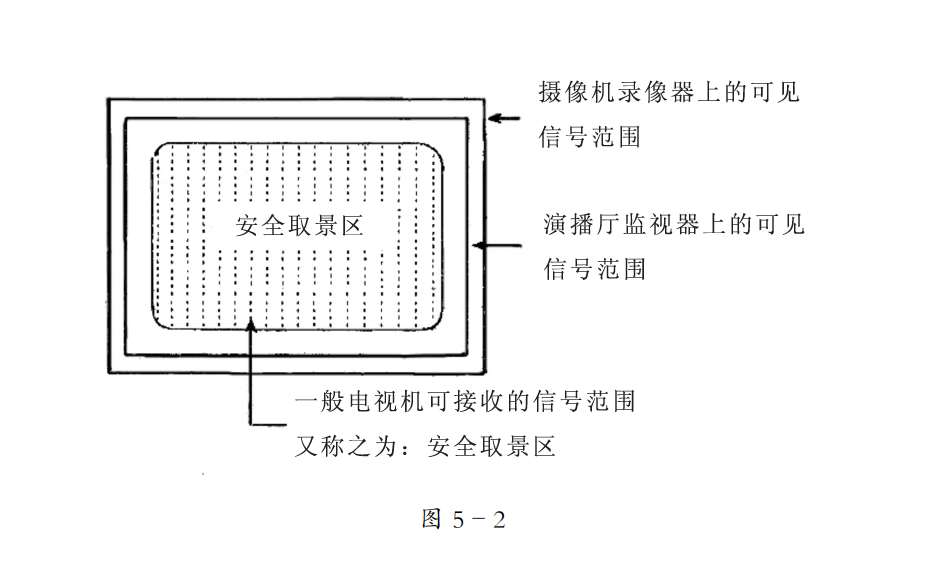 摄像机录像器上的可见
信号范围
安全取景区
演播厅监视器上的可见
信号范围
一般电视机可接收的信号范围
又称之为：安全取景区
图 5-2